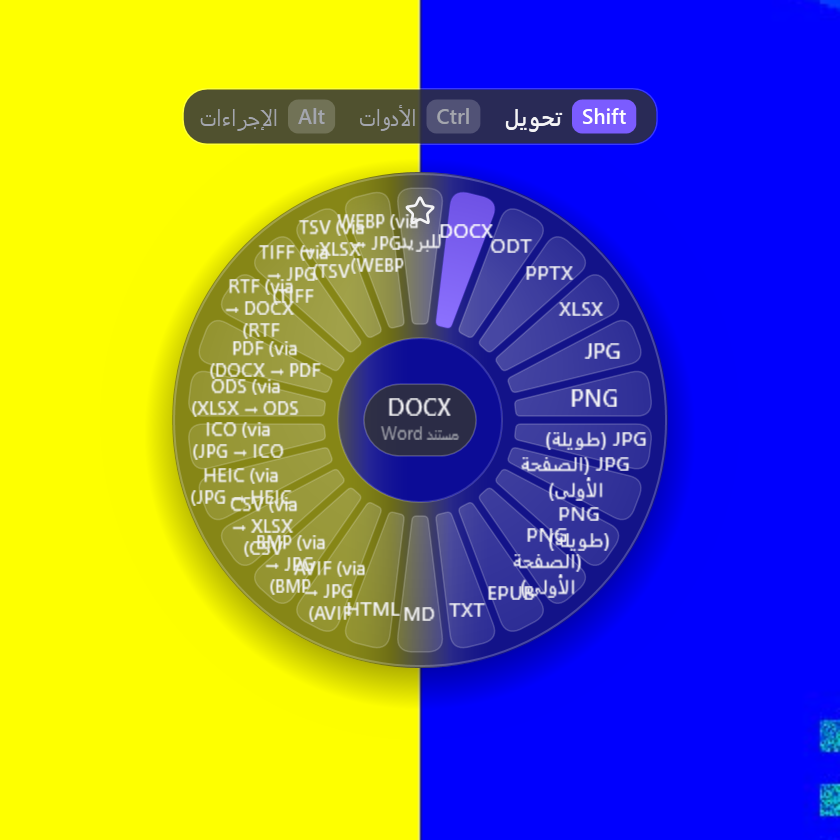 Shift تحويل Ctrl الأدوات Alt الإجراءات
للبريد
DOCX
ODT
PPTX
XLSX
JPG
PNG
JPG (طويلة)
JPG (الصفحة
الأولى)
PNG
(طويلة)
PNG
(الصفحة
الأولى)
EPUB
TXT
MD
HTML
AVIF (via
JPG →
AVIF)
BMP (via
JPG →
BMP)
CSV (via
XLSX →
CSV)
HEIC (via
JPG → HEIC)
ICO (via
JPG → ICO)
ODS (via
XLSX → ODS)
PDF (via
DOCX → PDF)
RTF (via
DOCX →
RTF)
TIFF (via
JPG →
TIFF)
TSV (via
XLSX →
TSV)
WEBP (via
JPG →
WEBP)
DOCX
مستند Word